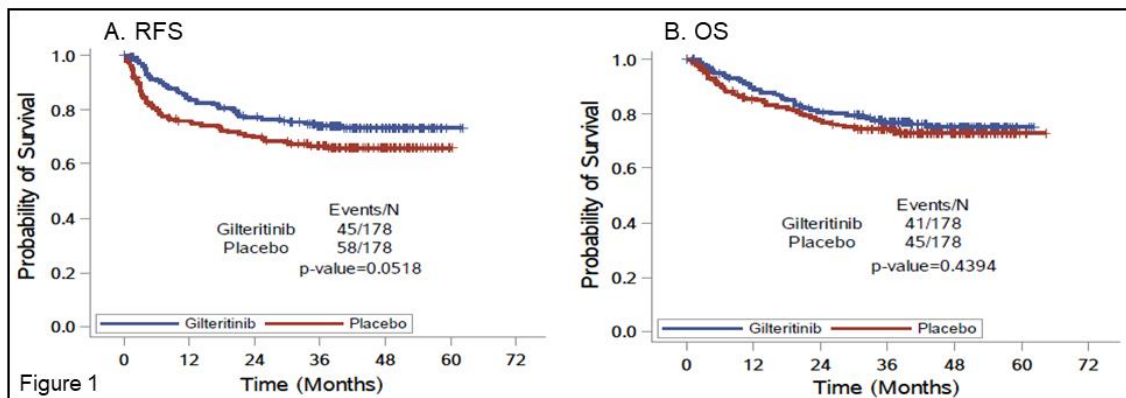 A. RFS
Probability of Survival
1.0
0.8
0.6
0.4
0.2
0.0
Events/N
Gilteritinib 45/178
Placebo 58/178
p-value=0.0518
Gilteritinib Placebo
0 12 24 36 48 60 72
Time (Months)
Figure 1
B. OS
Probability of Survival
1.0
0.8
0.6
0.4
0.2
0.0
Events/N
Gilteritinib 41/178
Placebo 45/178
p-value=0.4394
Gilteritinib Placebo
0 12 24 36 48 60 72
Time (Months)